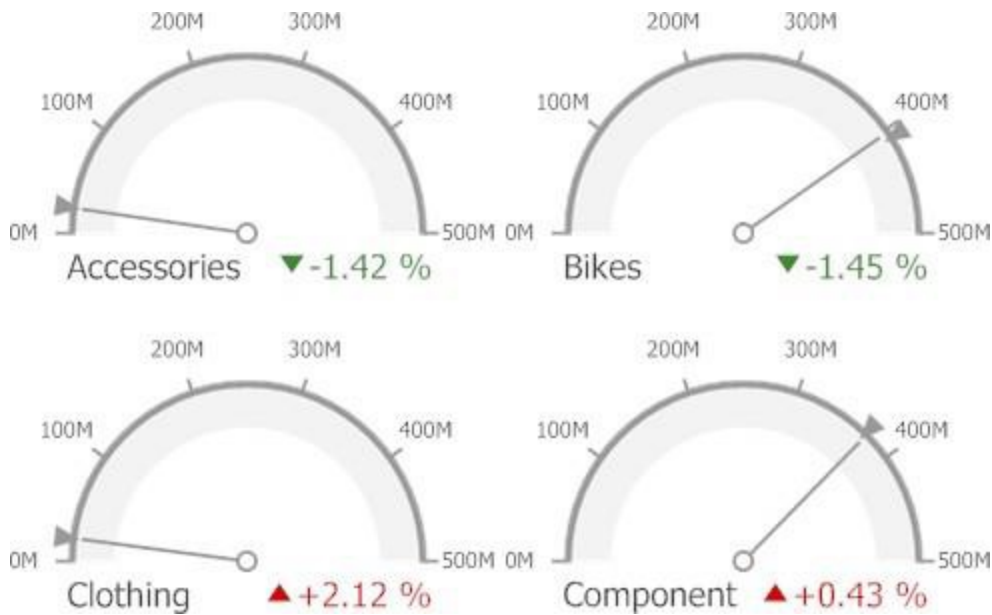 200M 300M 200M 300M
100M 400M 100M 400M
0M 500M 0M 500M
Accessories -1.42 % Bikes -1.45 %
200M 300M 200M 300M
100M 400M 100M 400M
0M 500M 0M 500M
Clothing +2.12 % Component +0.43 %